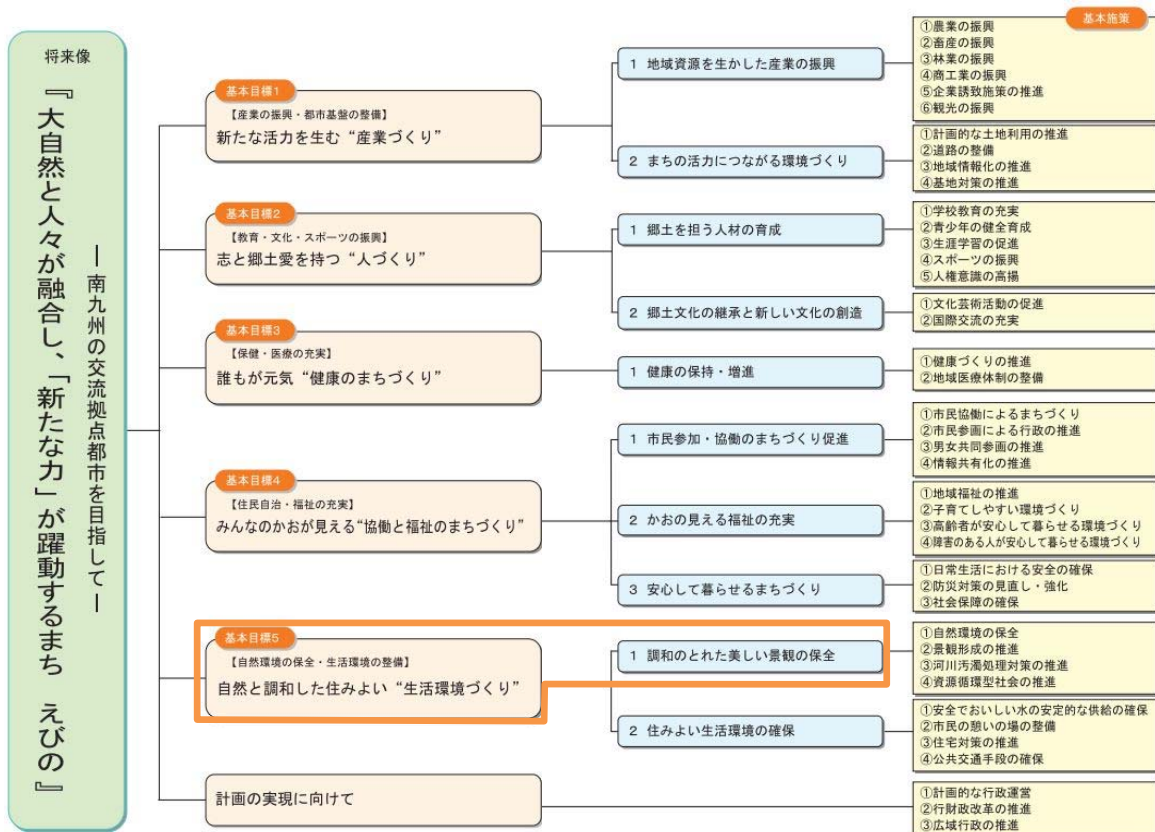 将来像
『大自然と人々が融合し、「新たな力」が躍動するまち　えびの』
―南九州の交流拠点都市を目指して―
基本施策
基本目標1
【産業の振興・都市基盤の整備】
新たな活力を生む“産業づくり”
1 地域資源を生かした産業の振興
①農業の振興
②畜産の振興
③林業の振興
④商工業の振興
⑤企業誘致施策の推進
⑥観光の振興
2 まちの活力につながる環境づくり
①計画的な土地利用の推進
②道路の整備
③地域情報化の推進
④基地対策の推進
基本目標2
【教育・文化・スポーツの振興】
志と郷土愛を持つ“人づくり”
1 郷土を担う人材の育成
①学校教育の充実
②青少年の健全育成
③生涯学習の促進
④スポーツの振興
⑤人権意識の高揚
2 郷土文化の継承と新しい文化の創造
①文化芸術活動の促進
②国際交流の充実
基本目標3
【保健・医療の充実】
誰もが元気“健康のまちづくり”
1 健康の保持・増進
①健康づくりの推進
②地域医療体制の整備
基本目標4
【住民自治・福祉の充実】
みんなのかおが見える“協働と福祉のまちづくり”
1 市民参加・協働のまちづくり促進
①市民協働によるまちづくり
②市民参画による行政の推進
③男女共同参画の推進
④情報共有化の推進
2 かおの見える福祉の充実
①地域福祉の推進
②子育てしやすい環境づくり
③高齢者が安心して暮らせる環境づくり
④障害のある人が安心して暮らせる環境づくり
3 安心して暮らせるまちづくり
①日常生活における安全の確保
②防災対策の見直し・強化
③社会保障の確保
基本目標5
【自然環境の保全・生活環境の整備】
自然と調和した住みよい“生活環境づくり”
1 調和のとれた美しい景観の保全
①自然環境の保全
②景観形成の推進
③河川汚濁処理対策の推進
④資源循環型社会の推進
2 住みよい生活環境の確保
①安全でおいしい水の安定的な供給の確保
②市民の憩いの場の整備
③住宅対策の推進
④公共交通手段の確保
計画の実現に向けて
①計画的な行政運営
②行財政改革の推進
③広域行政の推進